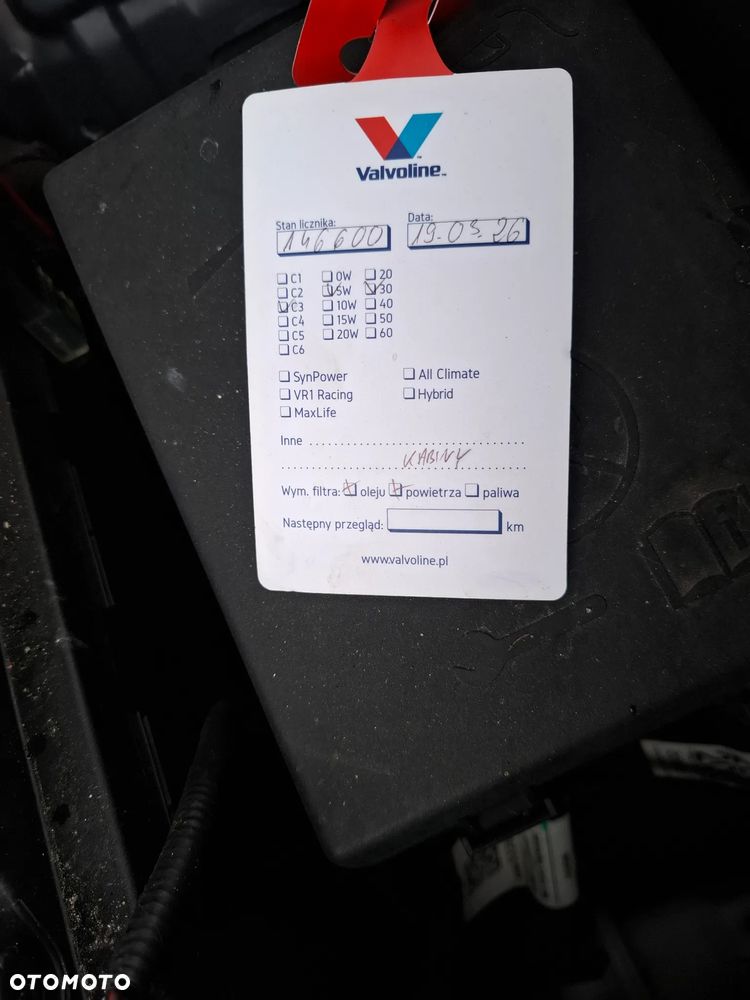 Valvoline™
Stan licznika: Data:
146600 19.03.26
C1 0W 20
C2 5W 30
C3 10W 40
C4 15W 50
C5 20W 60
C6
SynPower All Climate
VR1 Racing Hybrid
MaxLife
Inne
KABINY
Wym. filtra: oleju powietrza paliwa
Następny przegląd: km
www.valvoline.pl
OTOMOTO